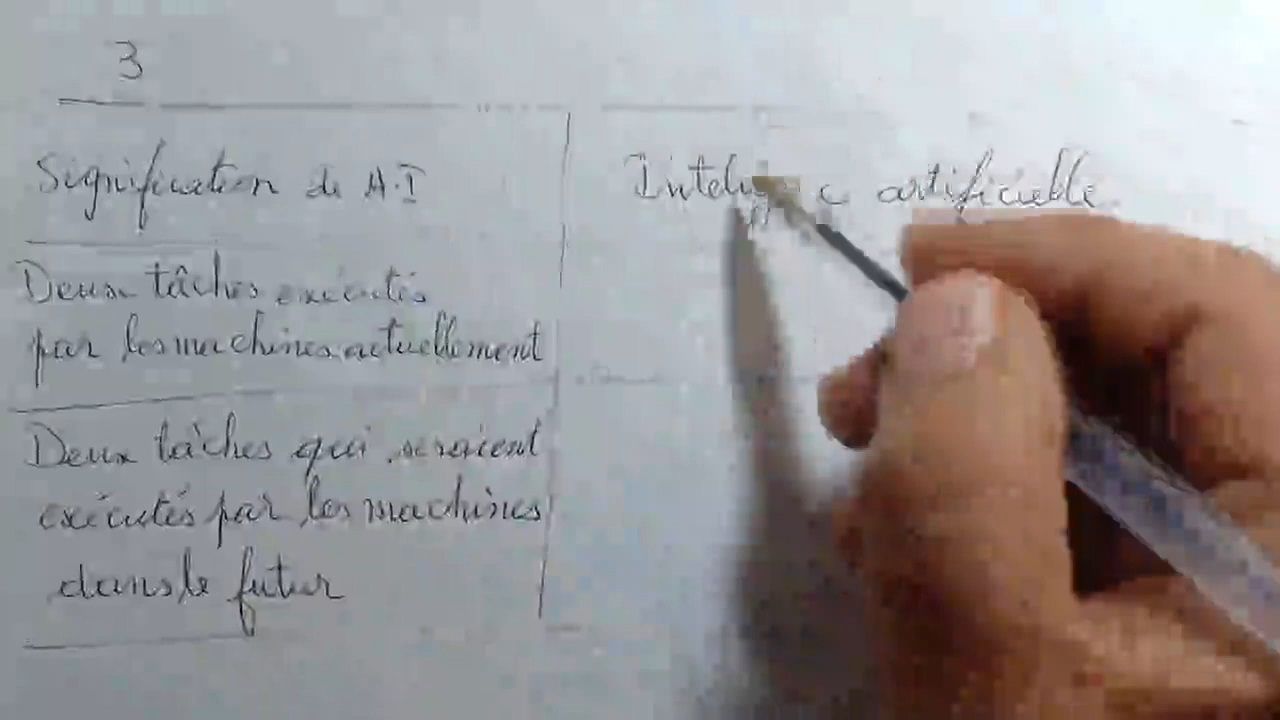 3
Signification de A.I
artificielle
Deux tâches exécutés
par les machines actuellement
Deux tâches qui seraient
exécutés par les machines
dans le futur